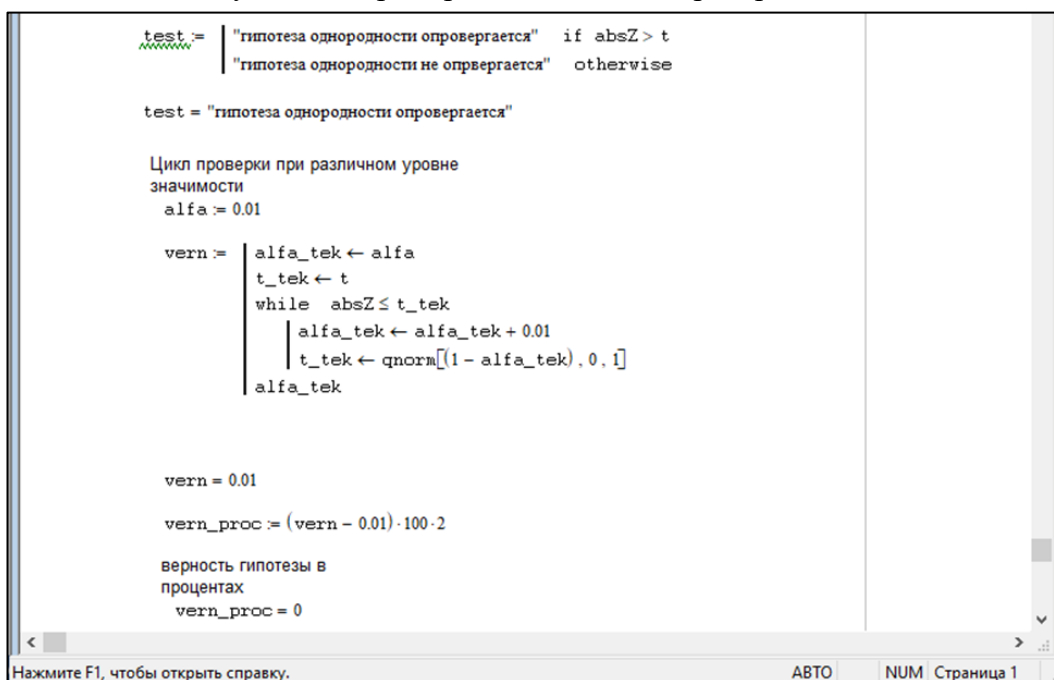 test := "гипотеза однородности опровергается" if absZ > t
"гипотеза однородности не опрвергается" otherwise
test = "гипотеза однородности опровергается"
Цикл проверки при различном уровне
значимости
alfa := 0.01
vern := alfa_tek ← alfa
t_tek ← t
while absZ ≤ t_tek
alfa_tek ← alfa_tek + 0.01
t_tek ← qnorm[(1 − alfa_tek), 0, 1]
alfa_tek
vern = 0.01
vern_proc := (vern − 0.01)·100·2
верность гипотезы в
процентах
vern_proc = 0
Нажмите F1, чтобы открыть справку. АВТО NUM Страница 1